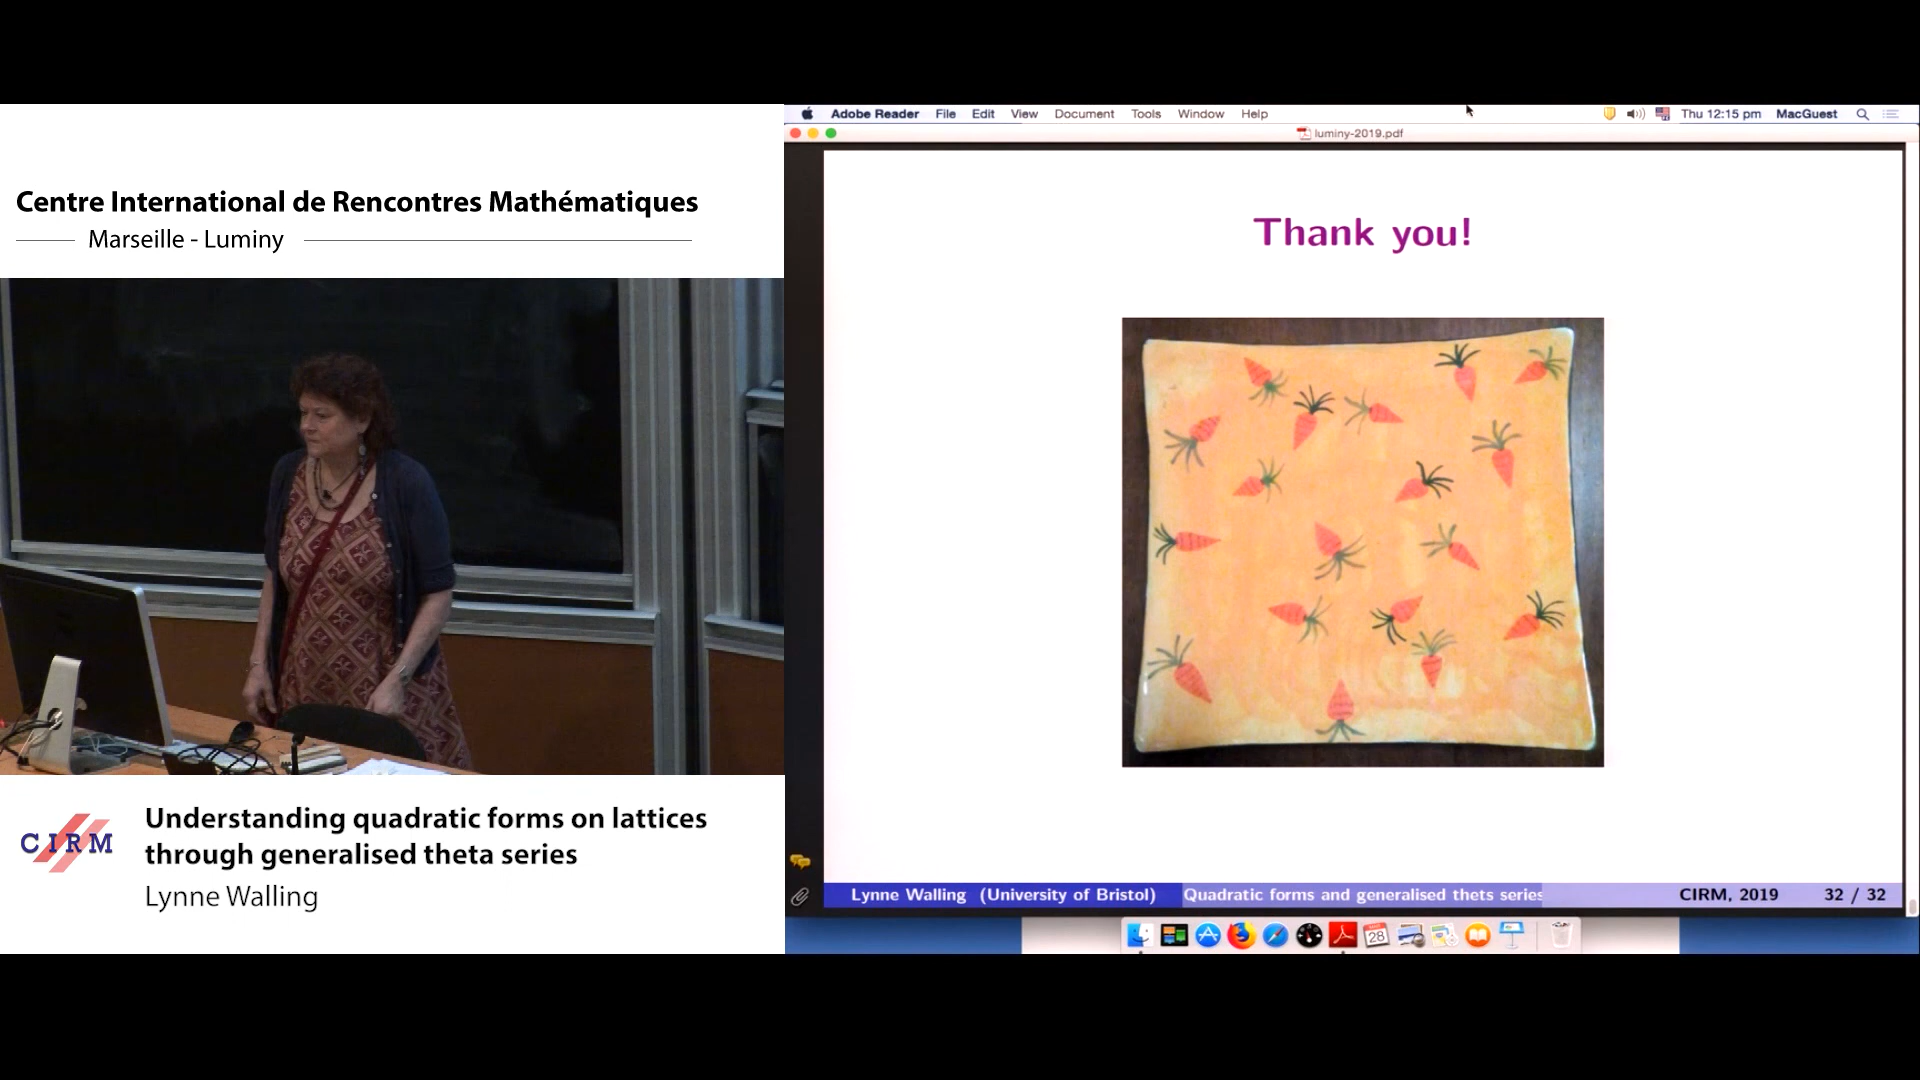 Centre International de Rencontres Mathématiques
Marseille - Luminy
Adobe Reader File Edit View Document Tools Window Help Thu 12:15 pm MacGuest
luminy-2019.pdf
Thank you!
CIRM
Understanding quadratic forms on lattices
through generalised theta series
Lynne Walling
Lynne Walling (University of Bristol) Quadratic forms and generalised thets series CIRM, 2019 32 / 32
28